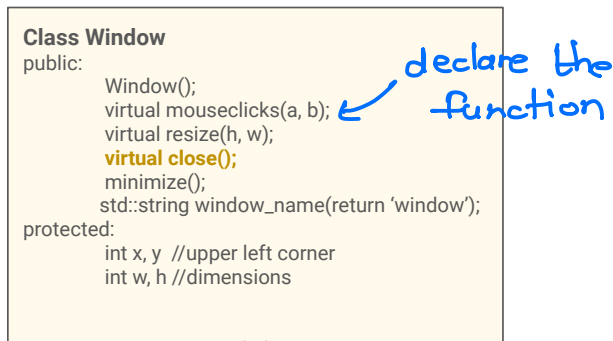 Class Window
public:
Window();
virtual mouseclicks(a, b);
virtual resize(h, w);
virtual close();
minimize();
std::string window_name(return ‘window’);
protected:
int x, y //upper left corner
int w, h //dimensions
declare the
function